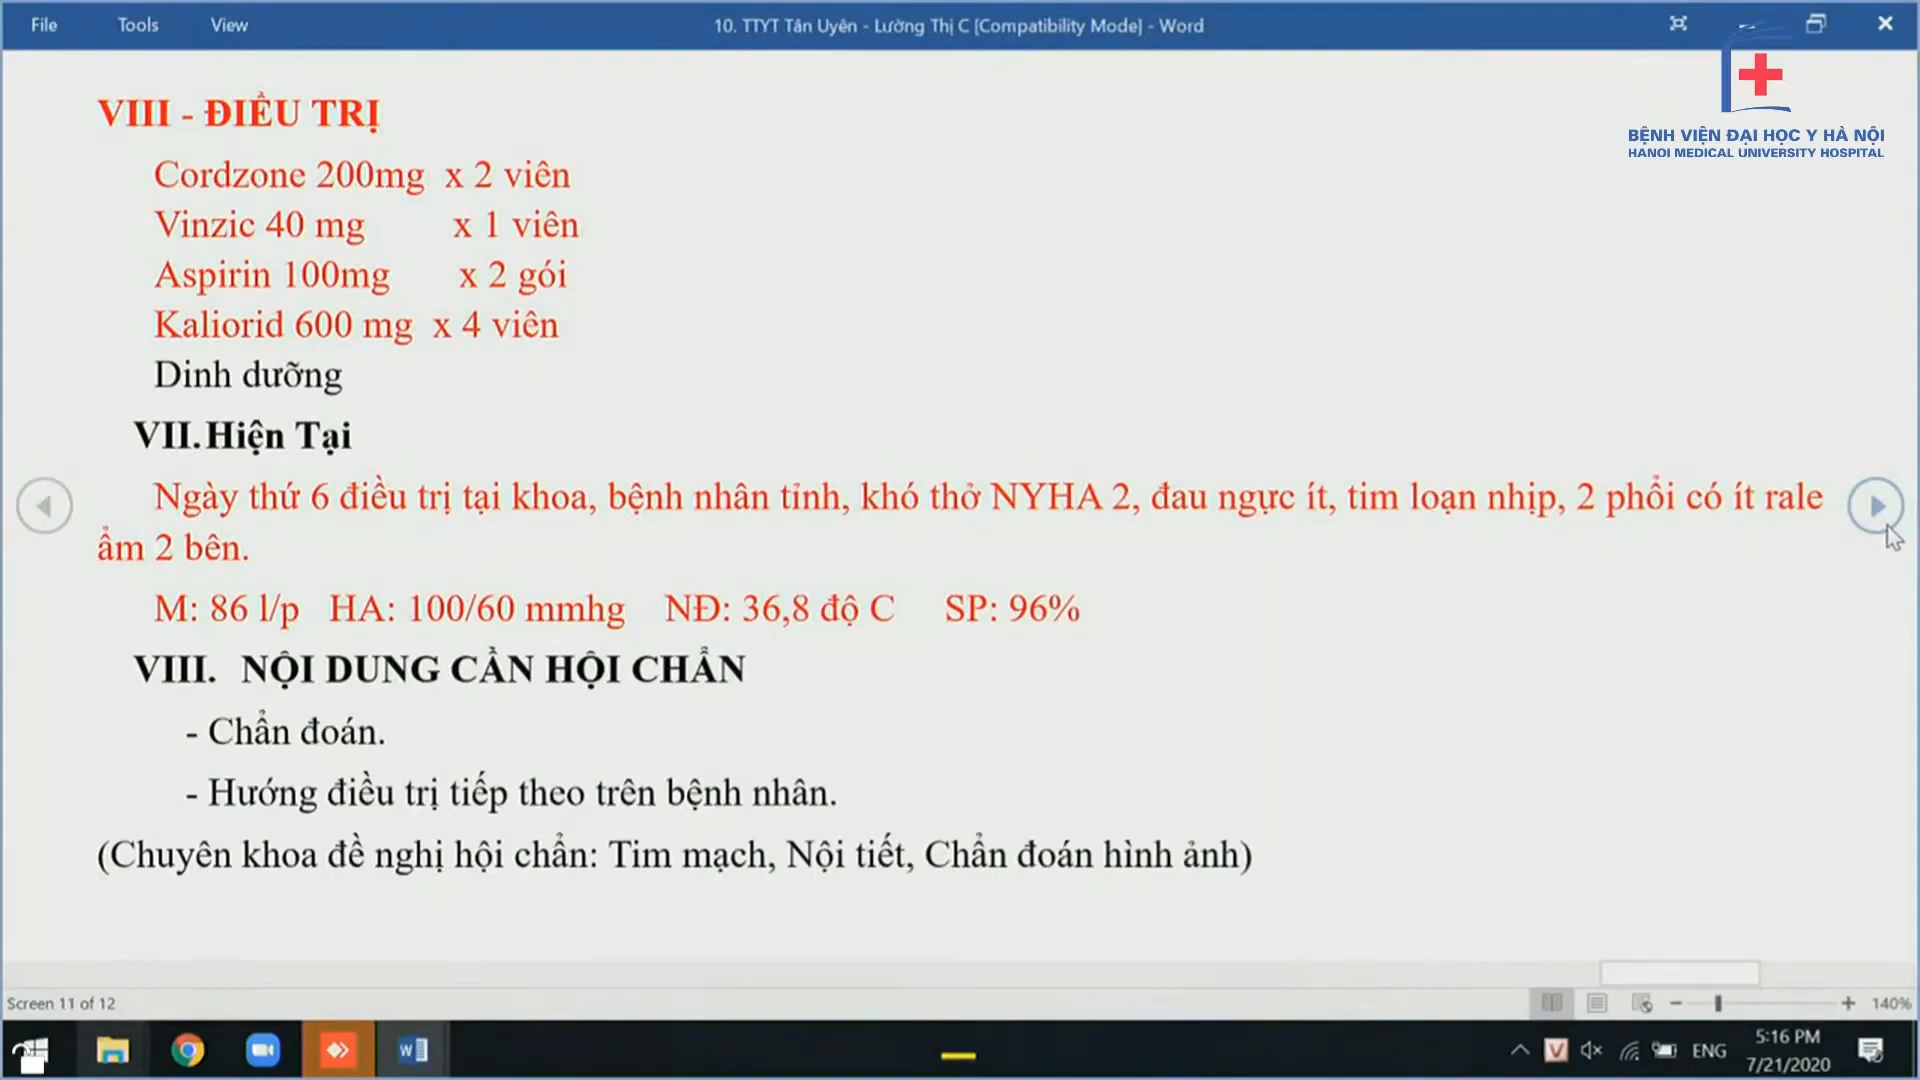 File Tools View 10. TTYT Tân Uyên - Lường Thị C [Compatibility Mode] - Word
BỆNH VIỆN ĐẠI HỌC Y HÀ NỘI
HANOI MEDICAL UNIVERSITY HOSPITAL
VIII - ĐIỀU TRỊ
Cordzone 200mg x 2 viên
Vinzic 40 mg x 1 viên
Aspirin 100mg x 2 gói
Kaliorid 600 mg x 4 viên
Dinh dưỡng
VII. Hiện Tại
Ngày thứ 6 điều trị tại khoa, bệnh nhân tỉnh, khó thở NYHA 2, đau ngực ít, tim loạn nhịp, 2 phổi có ít rale
ẩm 2 bên.
M: 86 l/p HA: 100/60 mmhg NĐ: 36,8 độ C SP: 96%
VIII. NỘI DUNG CẦN HỘI CHẨN
- Chẩn đoán.
- Hướng điều trị tiếp theo trên bệnh nhân.
(Chuyên khoa đề nghị hội chẩn: Tim mạch, Nội tiết, Chẩn đoán hình ảnh)
Screen 11 of 12 140%
ENG 5:16 PM
7/21/2020